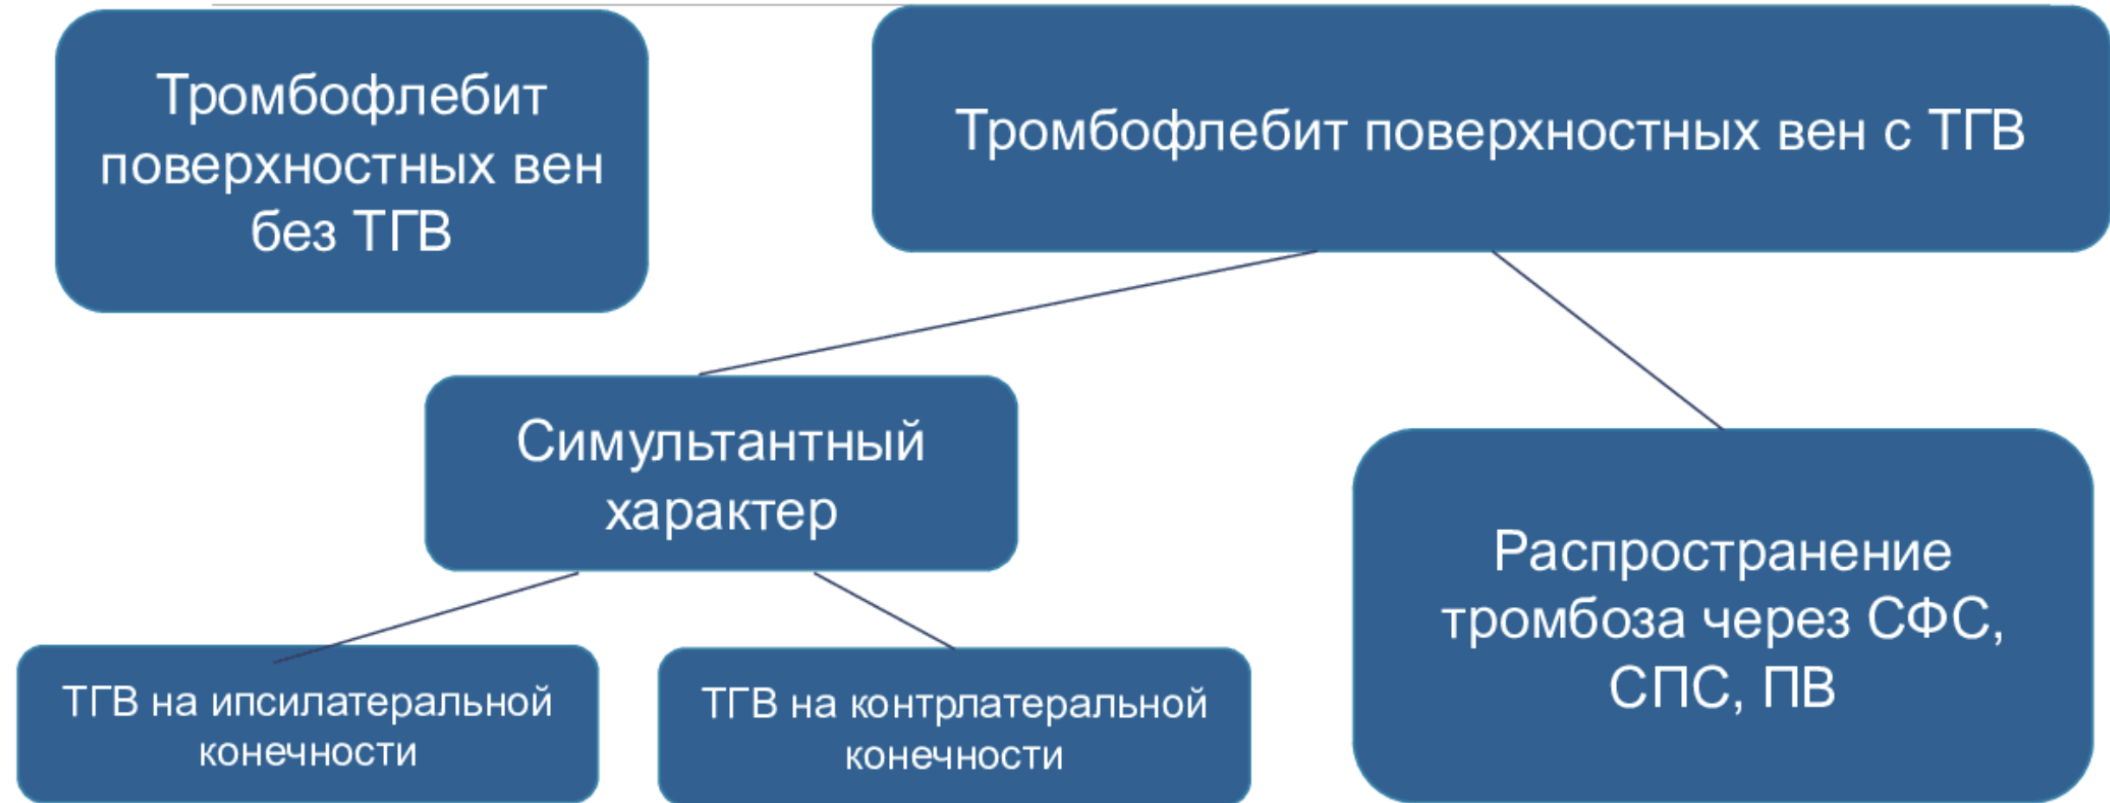 Тромбофлебит
поверхностных вен
без ТГВ
Тромбофлебит поверхностных вен с ТГВ
Симультантный
характер
ТГВ на ипсилатеральной
конечности
ТГВ на контрлатеральной
конечности
Распространение
тромбоза через СФС,
СПС, ПВ